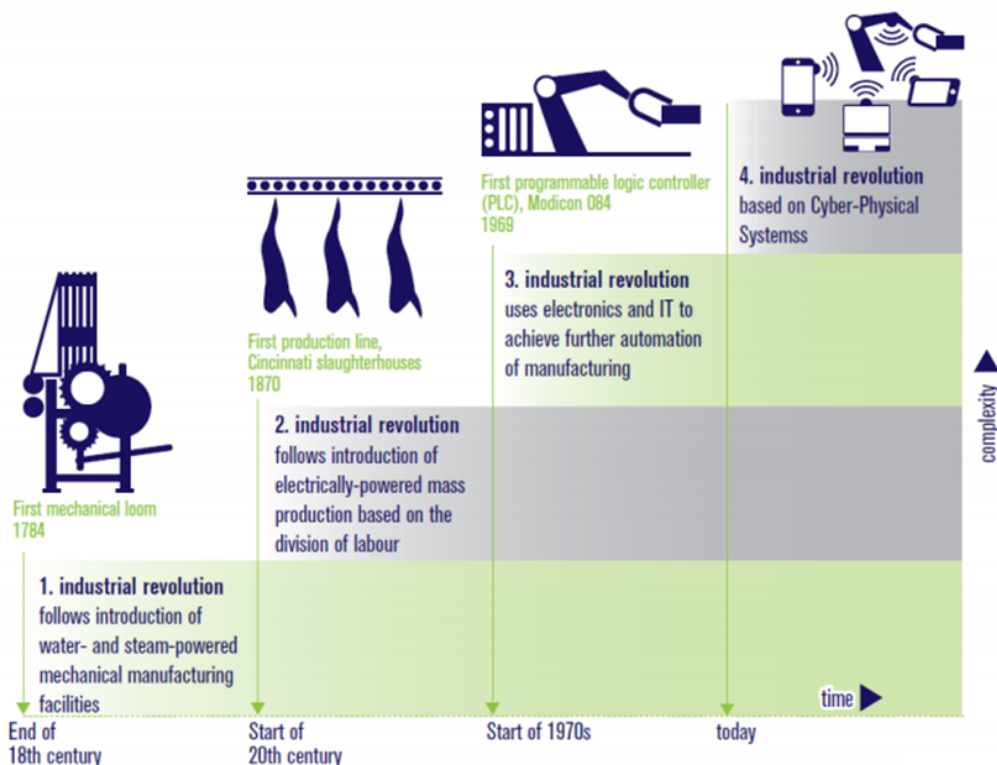 4. industrial revolution
based on Cyber-Physical
Systemss
First programmable logic controller
(PLC), Modicon 084
1969
3. industrial revolution
uses electronics and IT to
achieve further automation
of manufacturing
First production line,
Cincinnati slaughterhouses
1870
2. industrial revolution
follows introduction of
electrically-powered mass
production based on the
division of labour
complexity
First mechanical loom
1784
1. industrial revolution
follows introduction of
water- and steam-powered
mechanical manufacturing
facilities
time
End of
18th century
Start of
20th century
Start of 1970s
today